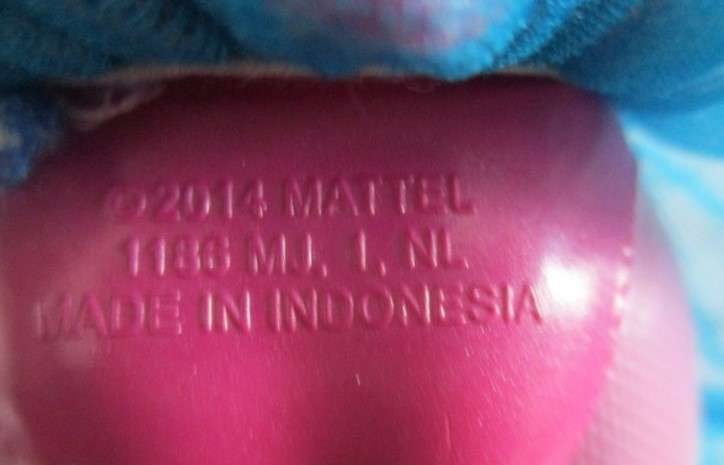 ©2014 MATTEL
1186 MJ, 1, NL
MADE IN INDONESIA